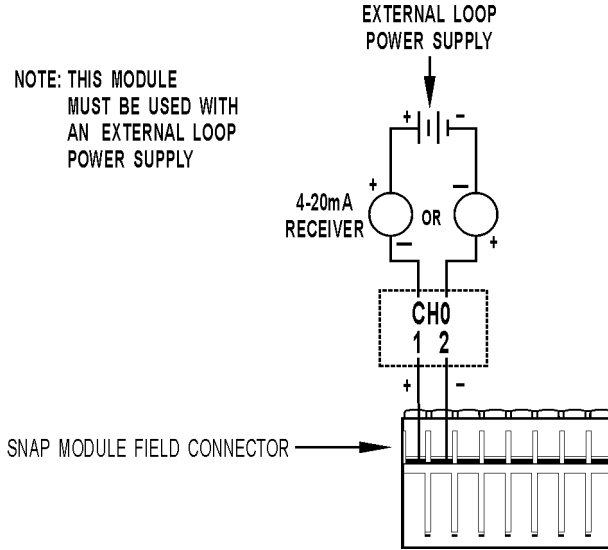 EXTERNAL LOOP
POWER SUPPLY
NOTE: THIS MODULE
MUST BE USED WITH
AN EXTERNAL LOOP
POWER SUPPLY
+ -
+ -
4-20mA
RECEIVER
OR
- +
CH0
1 2
+ -
SNAP MODULE FIELD CONNECTOR